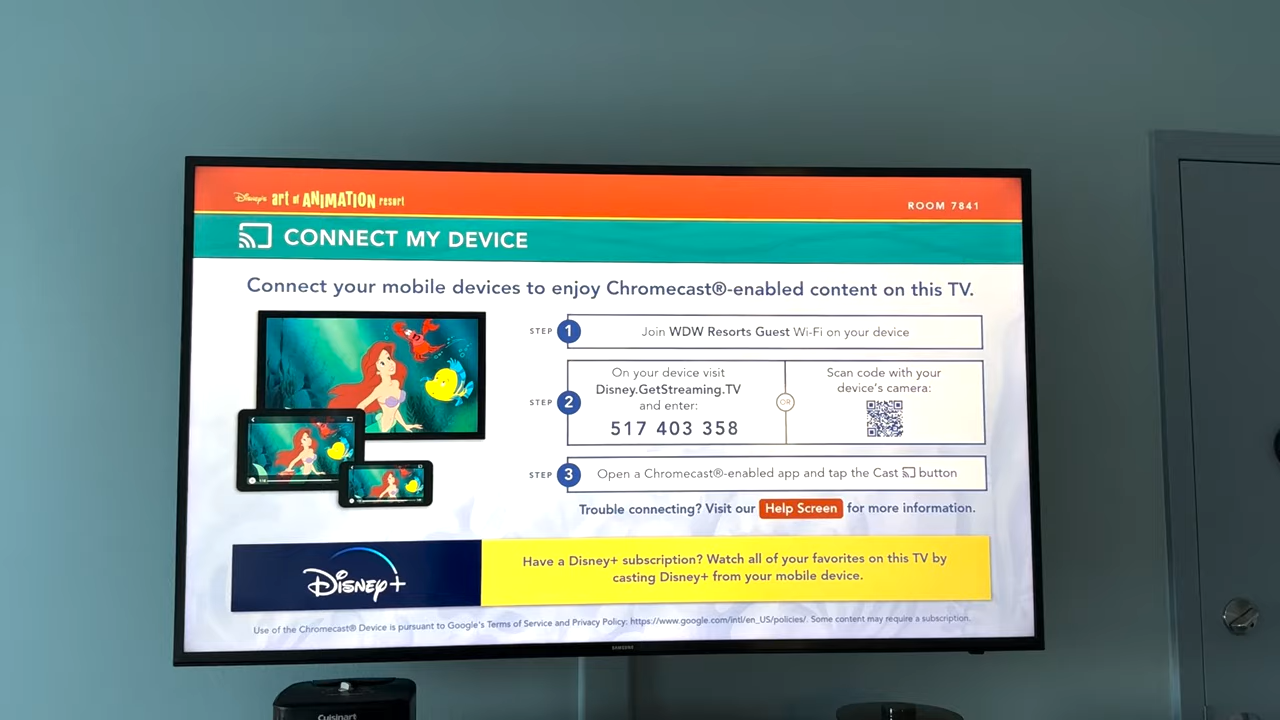 Disney's art of ANIMATION resort
ROOM 7841
CONNECT MY DEVICE
Connect your mobile devices to enjoy Chromecast®-enabled content on this TV.
STEP 1
Join WDW Resorts Guest Wi-Fi on your device
STEP 2
On your device visit
Disney.GetStreaming.TV
and enter:
517 403 358
OR
Scan code with your
device's camera:
STEP 3
Open a Chromecast®-enabled app and tap the Cast button
Trouble connecting? Visit our Help Screen for more information.
Disney+
Have a Disney+ subscription? Watch all of your favorites on this TV by
casting Disney+ from your mobile device.
Use of the Chromecast® Device is pursuant to Google's Terms of Service and Privacy Policy: https://www.google.com/intl/en_US/policies/. Some content may require a subscription.
SAMSUNG
Cuisinart